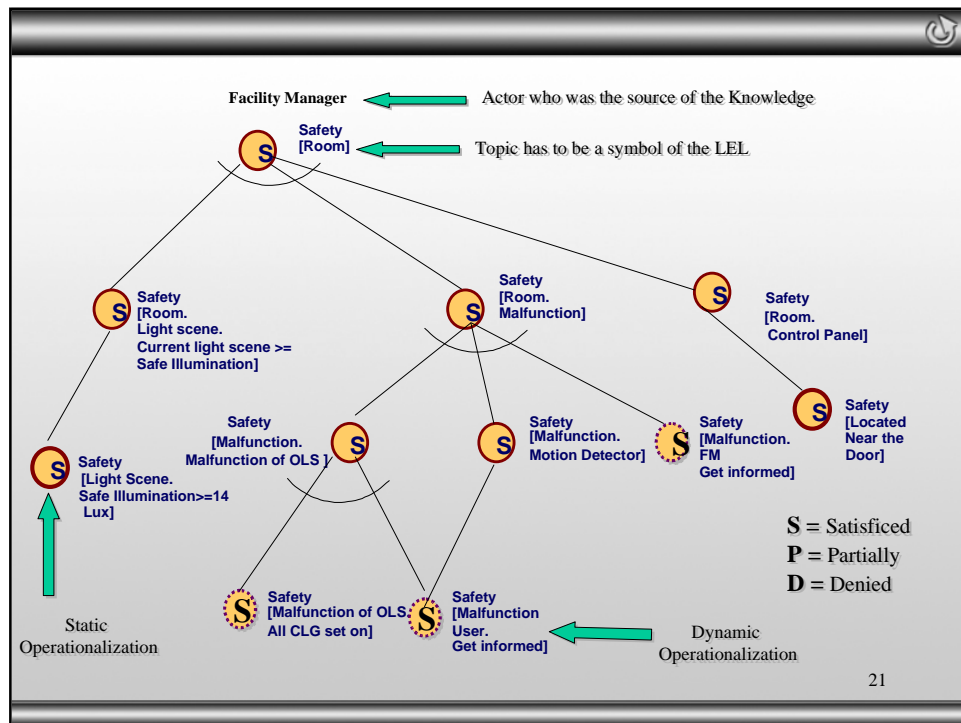 Facility Manager
Actor who was the source of the Knowledge
Safety
[Room]
S
Topic has to be a symbol of the LEL
S
Safety
[Room.
Light scene.
Current light scene >=
Safe Illumination]
S
Safety
[Room.
Malfunction]
S
Safety
[Room.
Control Panel]
S
Safety
[Light Scene.
Safe Illumination>=14
Lux]
Safety
[Malfunction.
Malfunction of OLS ]
S
S
Safety
[Malfunction.
Motion Detector]
S
Safety
[Malfunction.
FM
Get informed]
S
Safety
[Located
Near the
Door]
S = Satisficed
P = Partially
D = Denied
S
Safety
[Malfunction of OLS
All CLG set on]
S
Safety
[Malfunction
User.
Get informed]
Static
Operationalization
Dynamic
Operationalization
21